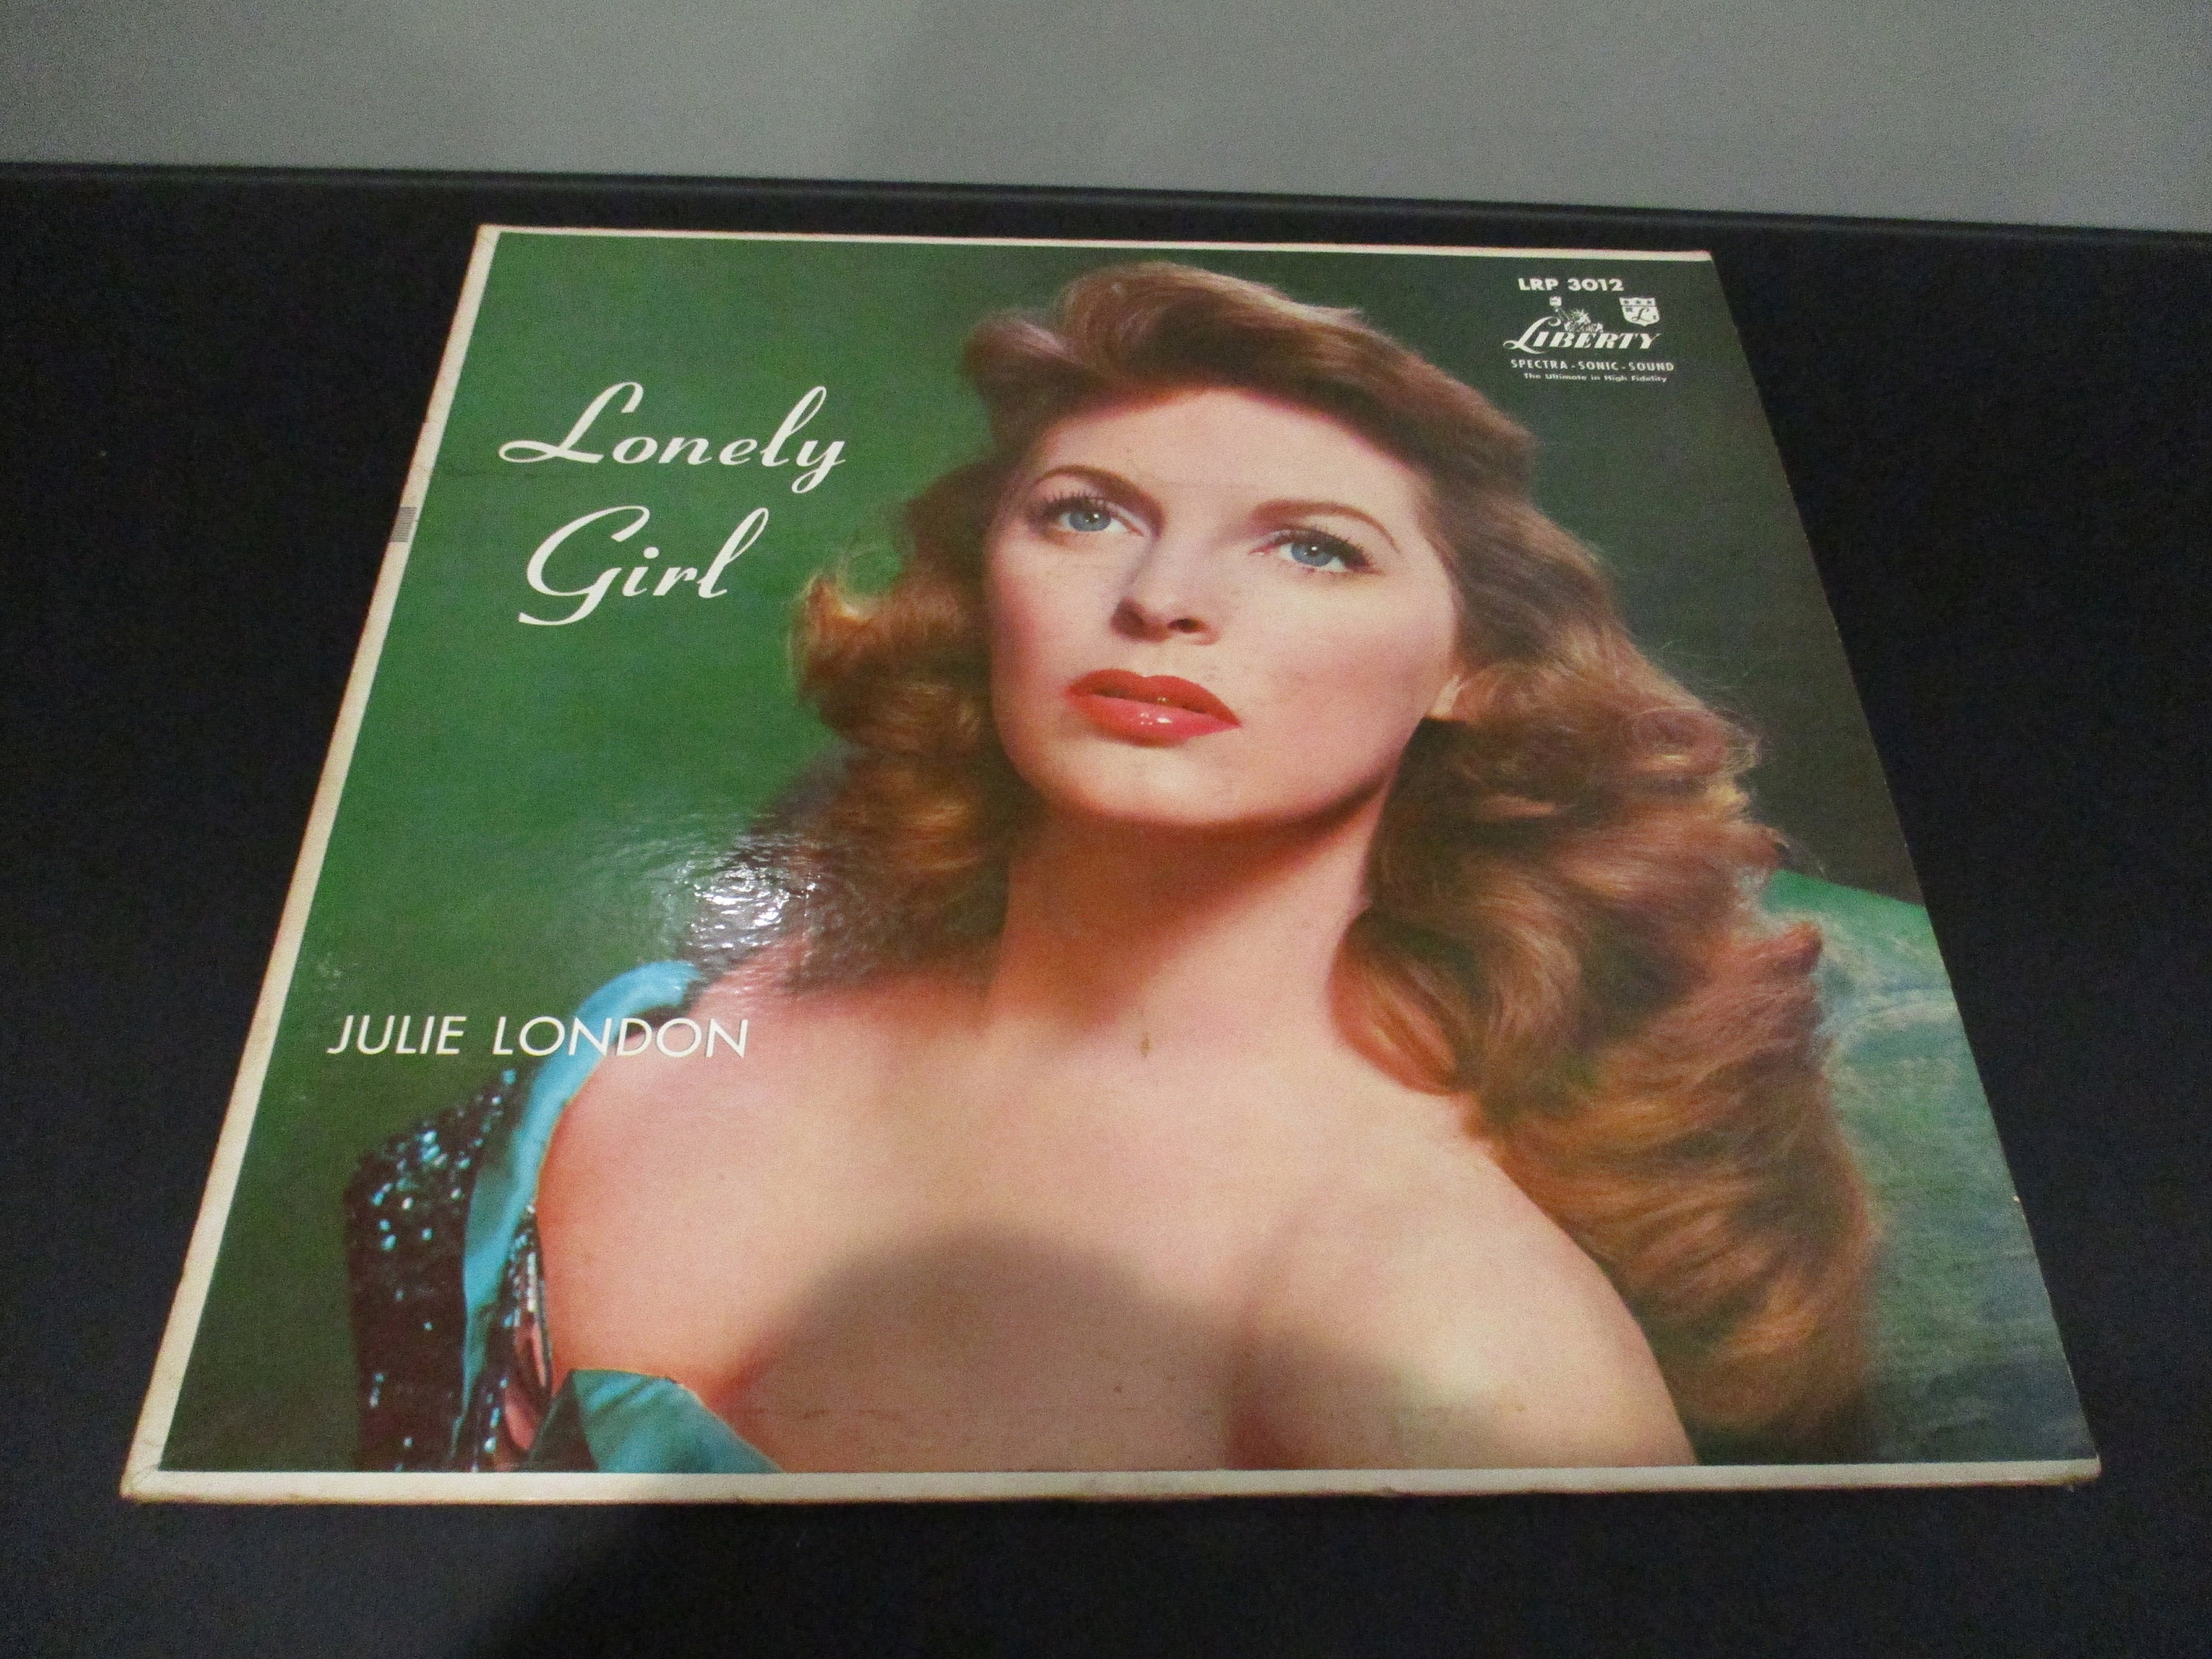 LRP 3012
LIBERTY
SPECTRA-SONIC-SOUND
The Ultimate in High Fidelity
Lonely
Girl
JULIE LONDON